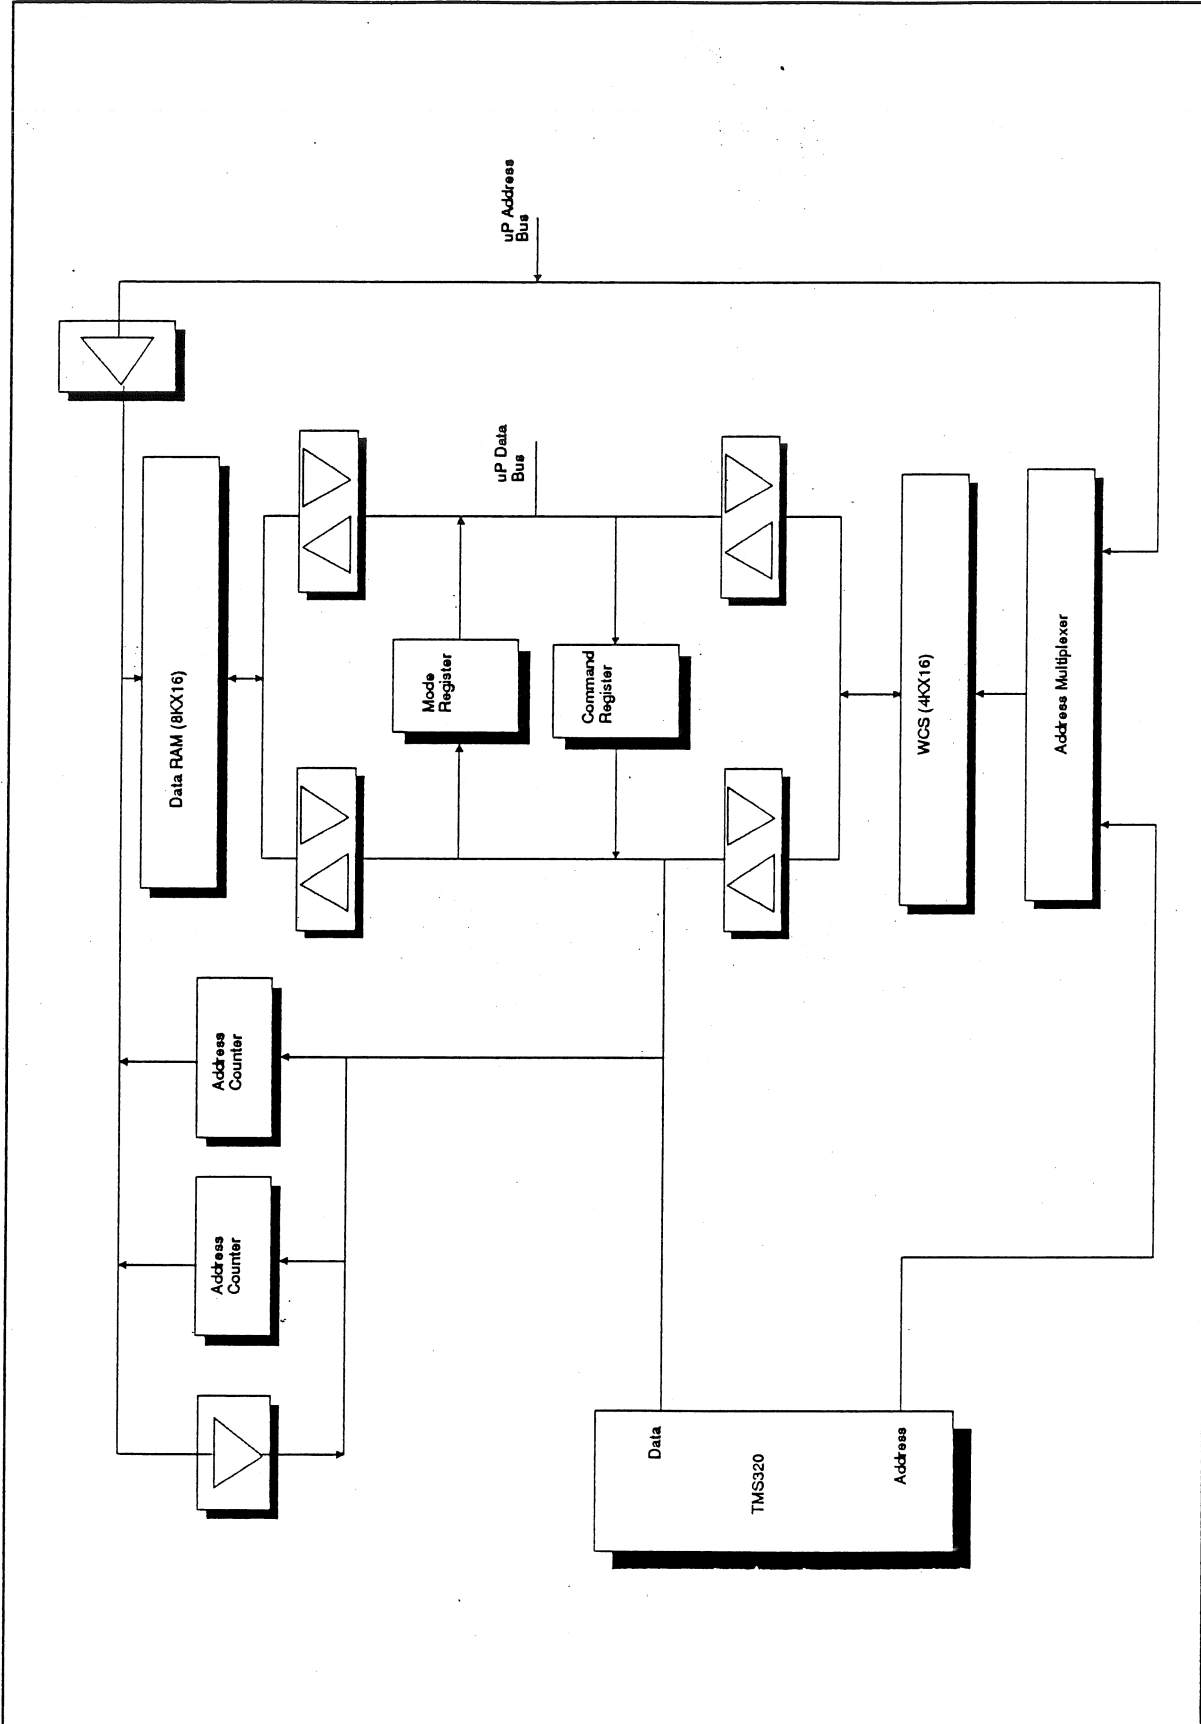 Data RAM (8KX16)
Address
Counter
Address
Counter
uP Address
Bus
uP Data
Bus
Mode
Register
Command
Register
WCS (4KX16)
Address Multiplexer
Data
TMS320
Address